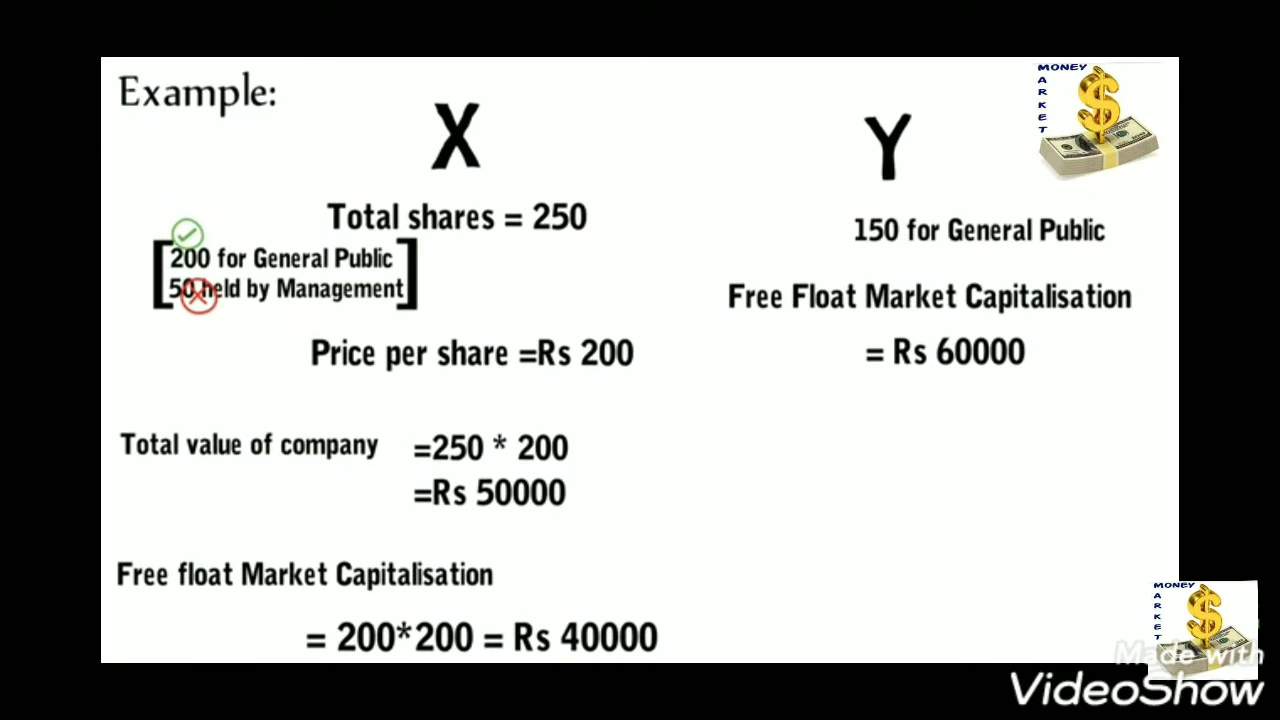 Example:
X
Total shares = 250
200 for General Public
50 held by Management
Price per share =Rs 200
Total value of company =250 * 200
=Rs 50000
Free float Market Capitalisation
= 200*200 = Rs 40000
Y
150 for General Public
Free Float Market Capitalisation
= Rs 60000
MONEY
MARKET
MONEY
MARKET
Made with
VideoShow